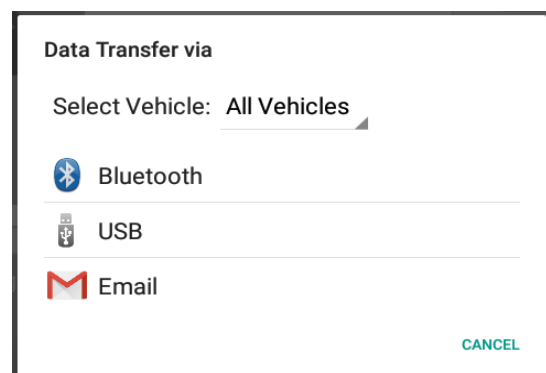 Data Transfer via
Select Vehicle: All Vehicles
Bluetooth
USB
Email
CANCEL